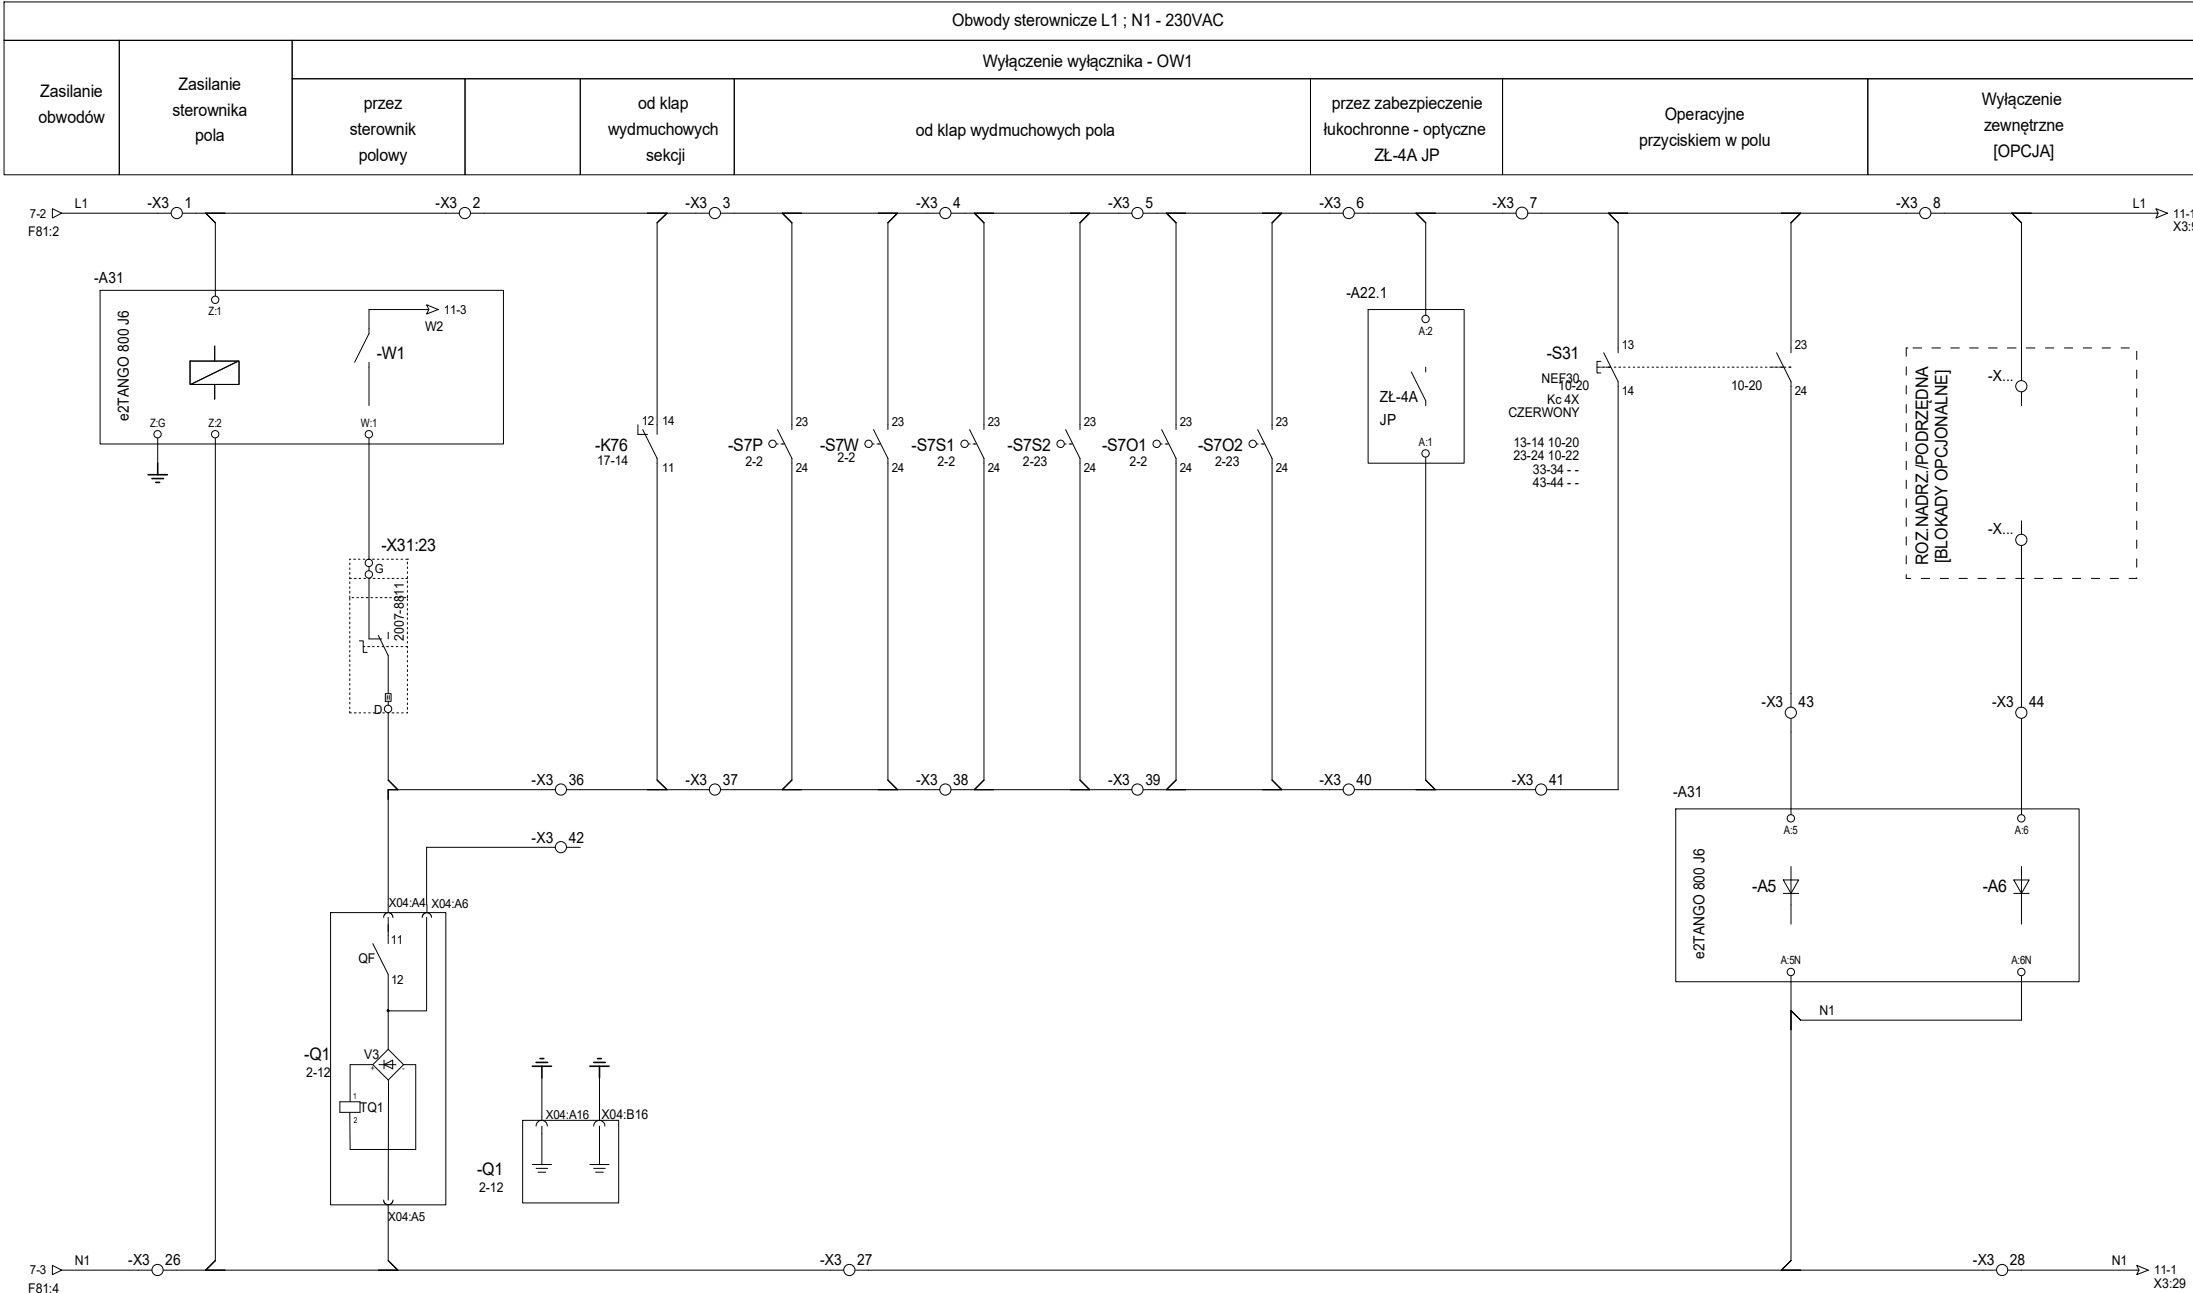 Obwody sterownicze L1 ; N1 - 230VAC
Wyłączenie wyłącznika - OW1
Zasilanie
obwodów
Zasilanie
sterownika
pola
przez
sterownik
polowy
od klap
wydmuchowych
sekcji
od klap wydmuchowych pola
przez zabezpieczenie
łukochronne - optyczne
ZŁ-4A JP
Operacyjne
przyciskiem w polu
Wyłączenie
zewnętrzne
[OPCJA]
7-2 L1 -X3 1 -X3 2 -X3 3 -X3 4 -X3 5 -X3 6 -X3 7 -X3 8 L1 11-1
F81:2
-A31
e2TANGO 800 J6
Z:1
11-3
W2
-W1
Z:G Z:2 W:1
-K76
17-14
12 14
11
-S7P
2-2
23
24
-S7W
2-2
23
24
-S7S1
2-2
23
24
-S7S2
2-23
23
24
-S7O1
2-2
23
24
-S7O2
2-23
23
24
-A22.1
A:2
ZŁ-4A
JP
A:1
-S31
NEF30
10-20
Kc 4X
CZERWONY
13-14 10-20
23-24 10-22
33-34 - -
43-44 - -
13
14
10-20
23
24
-X...
ROZ.NADRZ./PODRZĘDNA
[BLOKADY OPCJONALNE]
-X...
-X31:23
G
2007-8811
D
-X3 43 -X3 44
-X3 36 -X3 37 -X3 38 -X3 39 -X3 40 -X3 41
-X3 42
-A31
A:5 A:6
e2TANGO 800 J6
-A5 -A6
A:5N A:6N
N1
X04:A4 X04:A6
11
QF
12
-Q1
2-12
V3
1
TQ1
2
X04:A5
X04:A16 X04:B16
-Q1
2-12
7-3 N1 -X3 26 -X3 27 -X3 28 N1 11-1
F81:4 X3:29